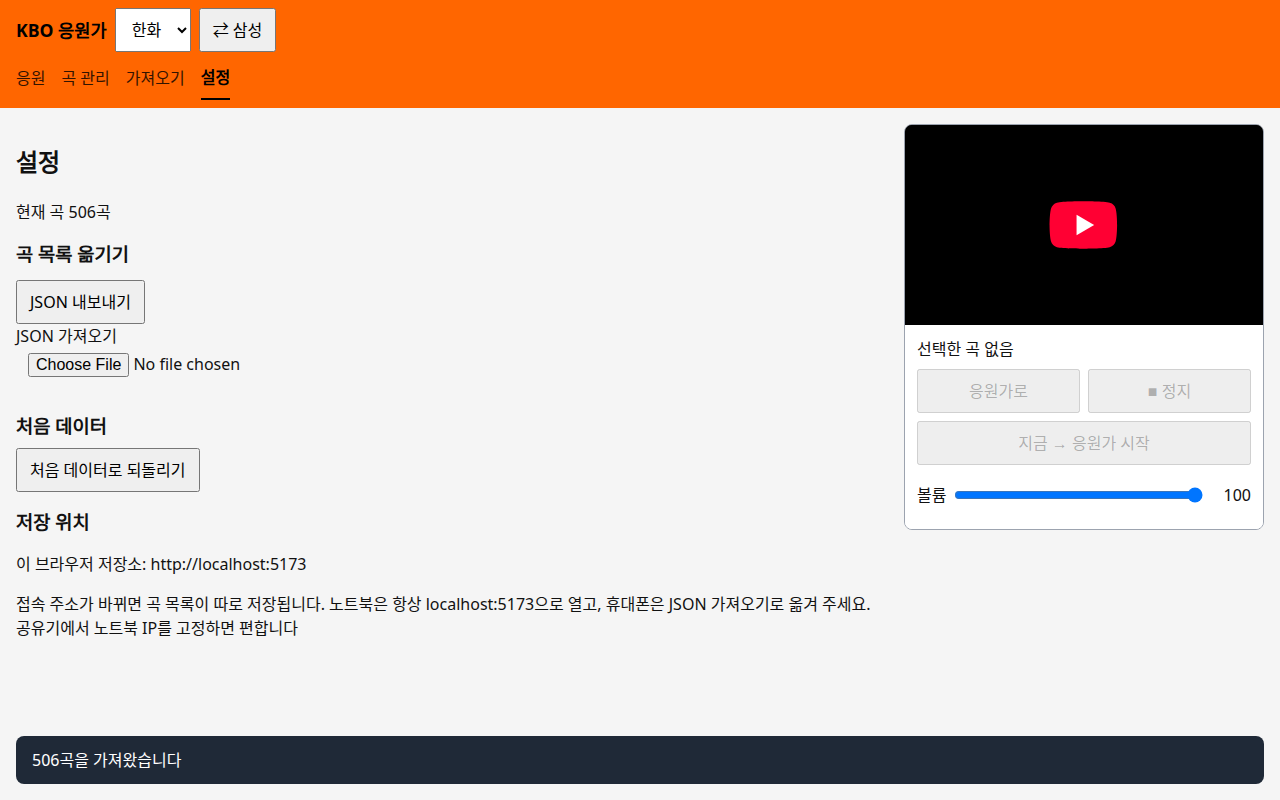 KBO 응원가
한화
⇄ 삼성
응원 곡 관리 가져오기 설정
설정
현재 곡 506곡
곡 목록 옮기기
JSON 내보내기
JSON 가져오기
Choose File No file chosen
처음 데이터
처음 데이터로 되돌리기
저장 위치
이 브라우저 저장소: http://localhost:5173
접속 주소가 바뀌면 곡 목록이 따로 저장됩니다. 노트북은 항상 localhost:5173으로 열고, 휴대폰은 JSON 가져오기로 옮겨 주세요.
공유기에서 노트북 IP를 고정하면 편합니다
선택한 곡 없음
응원가로
■ 정지
지금 → 응원가 시작
볼륨 100
506곡을 가져왔습니다